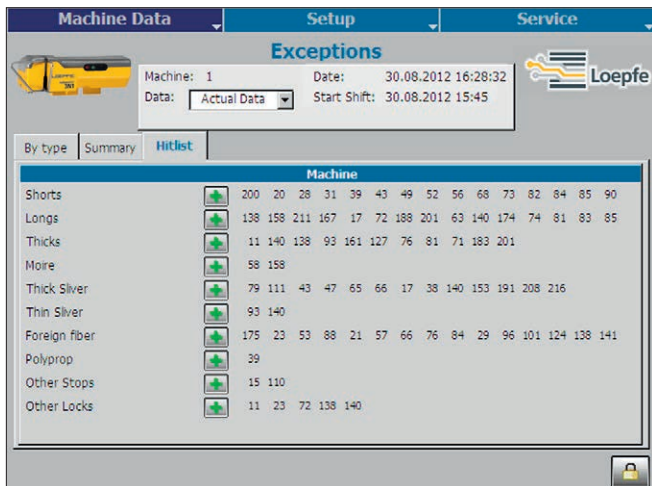 Machine Data Setup Service
Exceptions
LOEPFE
Loepfe
Machine: 1 Date: 30.08.2012 16:28:32
Data: Actual Data Start Shift: 30.08.2012 15:45
By type Summary Hitlist
Machine
Shorts 200 20 28 31 39 43 49 52 56 68 73 82 84 85 90
Longs 138 158 211 167 17 72 188 201 63 140 174 74 81 83 85
Thicks 11 140 138 93 161 127 76 81 71 183 201
Moire 58 158
Thick Sliver 79 111 43 47 65 66 17 38 140 153 191 208 216
Thin Sliver 93 140
Foreign fiber 175 23 53 88 21 57 66 76 84 29 96 101 124 138 141
Polyprop 39
Other Stops 15 110
Other Locks 11 23 72 138 140